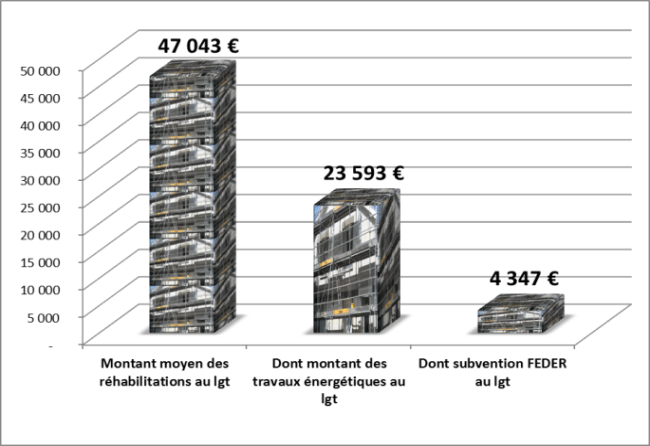 47 043 €
23 593 €
4 347 €
50 000
45 000
40 000
35 000
30 000
25 000
20 000
15 000
10 000
5 000
-
Montant moyen des
réhabilitations au lgt
Dont montant des
travaux énergétiques au
lgt
Dont subvention FEDER
au lgt